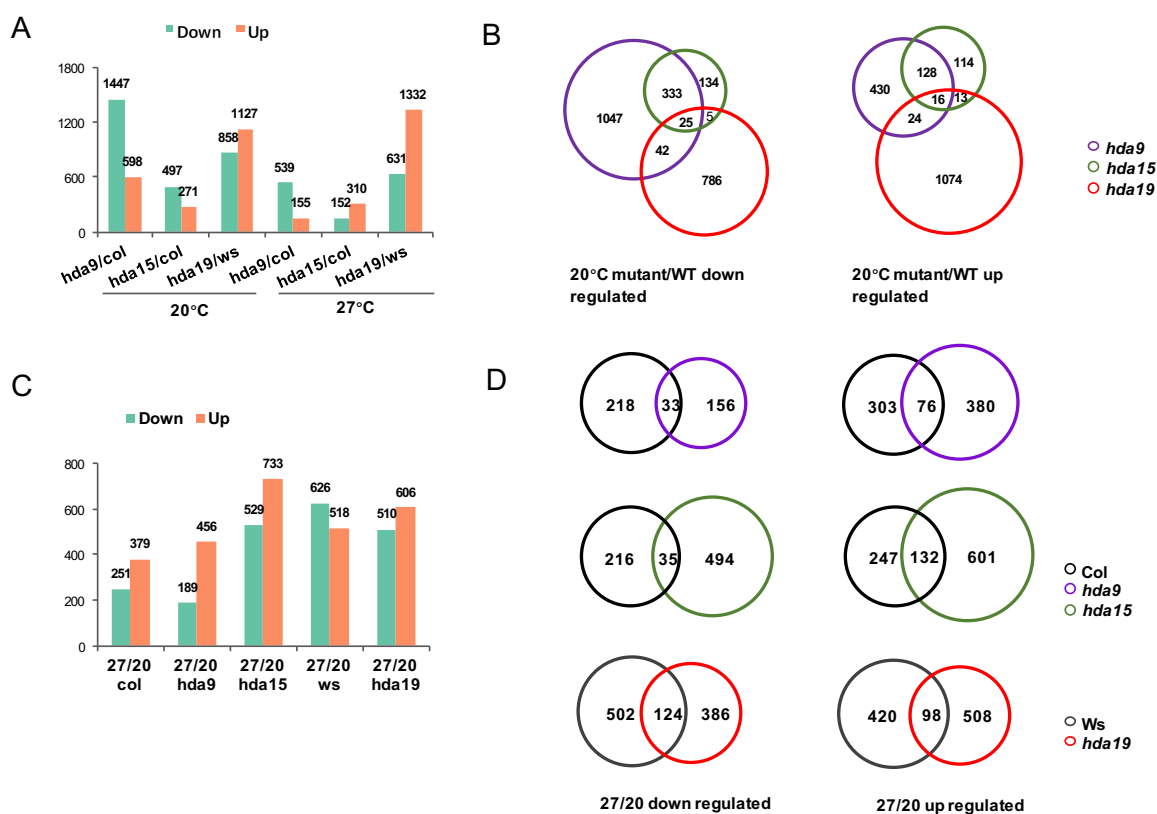 A
Down Up
1800
1200
600
0
1447
598
497
271
858
1127
539
155
152
310
631
1332
hda9/col
hda15/col
hda19/ws
hda9/col
hda15/col
hda19/ws
20°C
27°C
B
1047
333
134
25
5
42
786
20°C mutant/WT down
regulated
430
128
114
16
13
24
1074
20°C mutant/WT up
regulated
hda9
hda15
hda19
C
Down Up
800
600
400
200
0
251
379
189
456
529
733
626
518
510
606
27/20
col
27/20
hda9
27/20
hda15
27/20
ws
27/20
hda19
D
218 33 156
303 76 380
216 35 494
247 132 601
Col
hda9
hda15
502 124 386
420 98 508
Ws
hda19
27/20 down regulated
27/20 up regulated